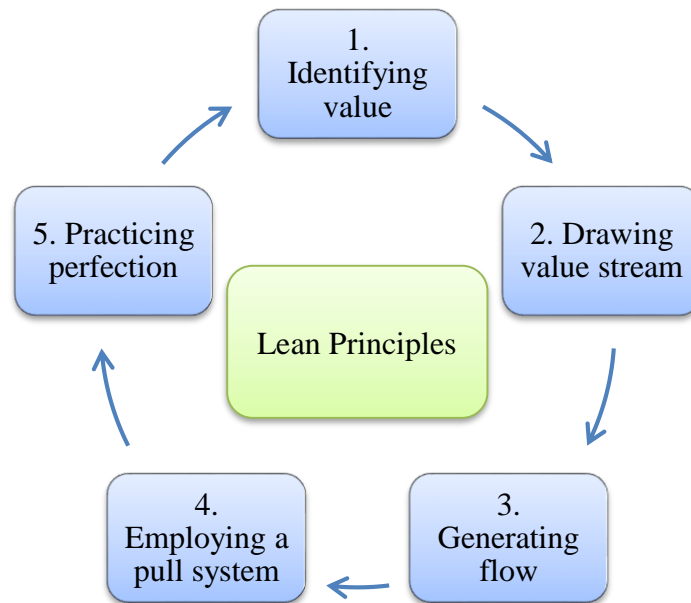 1.
Identifying
value
2. Drawing
value stream
3.
Generating
flow
4.
Employing a
pull system
5. Practicing
perfection
Lean Principles